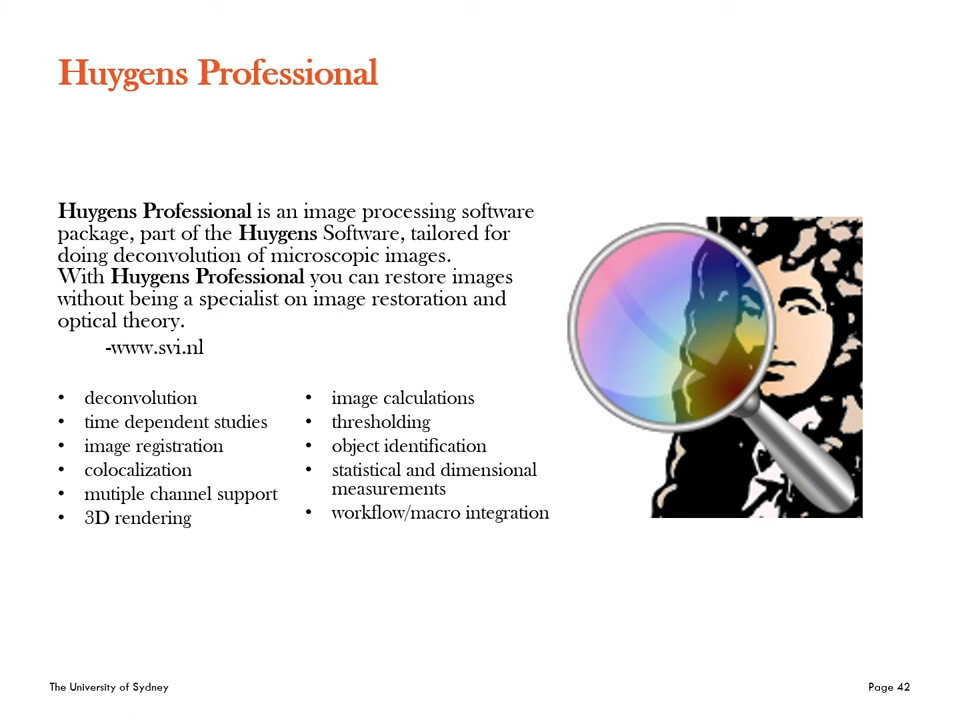 Huygens Professional
Huygens Professional is an image processing software
package, part of the Huygens Software, tailored for
doing deconvolution of microscopic images.
With Huygens Professional you can restore images
without being a specialist on image restoration and
optical theory.
-www.svi.nl
• deconvolution
• time dependent studies
• image registration
• colocalization
• mutiple channel support
• 3D rendering
• image calculations
• thresholding
• object identification
• statistical and dimensional
measurements
• workflow/macro integration
The University of Sydney
Page 42